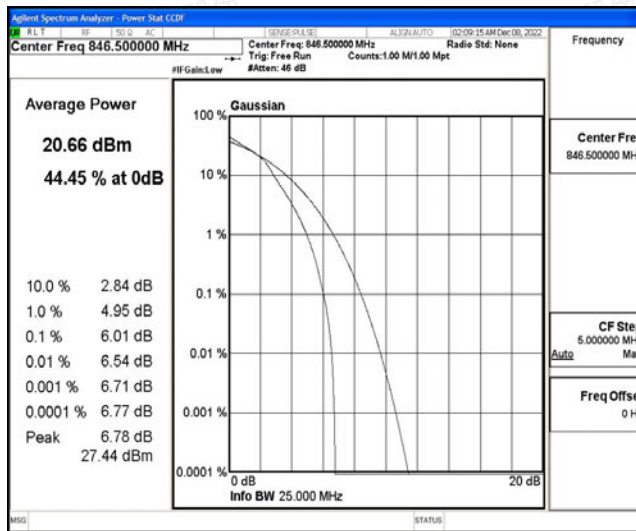 Agilent Spectrum Analyzer - Power Stat CCDF
RLT RF 50 Ω AC SENSE:PULSE ALIGN AUTO 02:09:15 AM Dec 08, 2022
Center Freq 846.500000 MHz
Center Freq: 846.500000 MHz Radio Std: None
Trig: Free Run Counts:1.00 M/1.00 Mpt
#IFGain:Low #Atten: 46 dB
Frequency
Average Power
20.66 dBm
44.45 % at 0dB
10.0 % 2.84 dB
1.0 % 4.95 dB
0.1 % 6.01 dB
0.01 % 6.54 dB
0.001 % 6.71 dB
0.0001 % 6.77 dB
Peak 6.78 dB
27.44 dBm
Gaussian
100 %
10 %
1 %
0.1 %
0.01 %
0.001 %
0.0001 %
0 dB 20 dB
Info BW 25.000 MHz
Center Fre
846.500000 MH
CF Ste
5.000000 MH
Auto Ma
Freq Offse
0 H
MSG STATUS